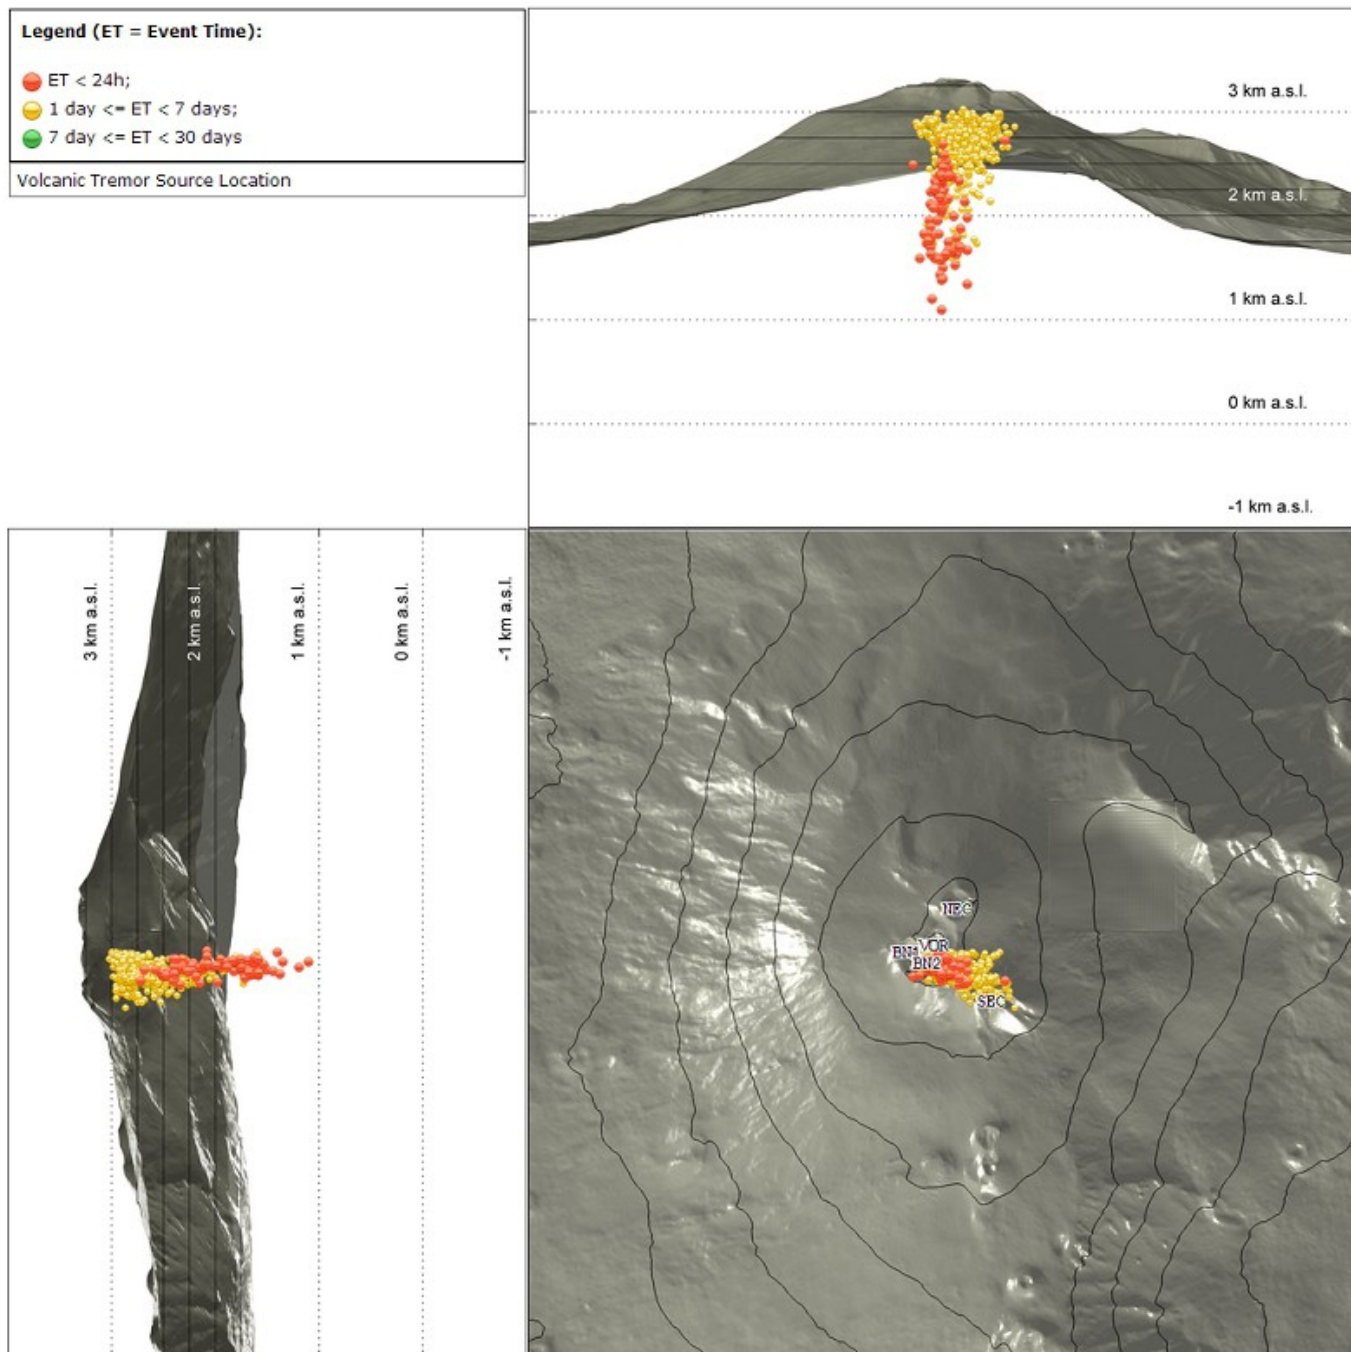 Legend (ET = Event Time):
ET < 24h;
1 day <= ET < 7 days;
7 day <= ET < 30 days
Volcanic Tremor Source Location
3 km a.s.l.
2 km a.s.l.
1 km a.s.l.
0 km a.s.l.
-1 km a.s.l.
3 km a.s.l.
2 km a.s.l.
1 km a.s.l.
0 km a.s.l.
-1 km a.s.l.
NEC
VOR
BN1
BN2
SEC